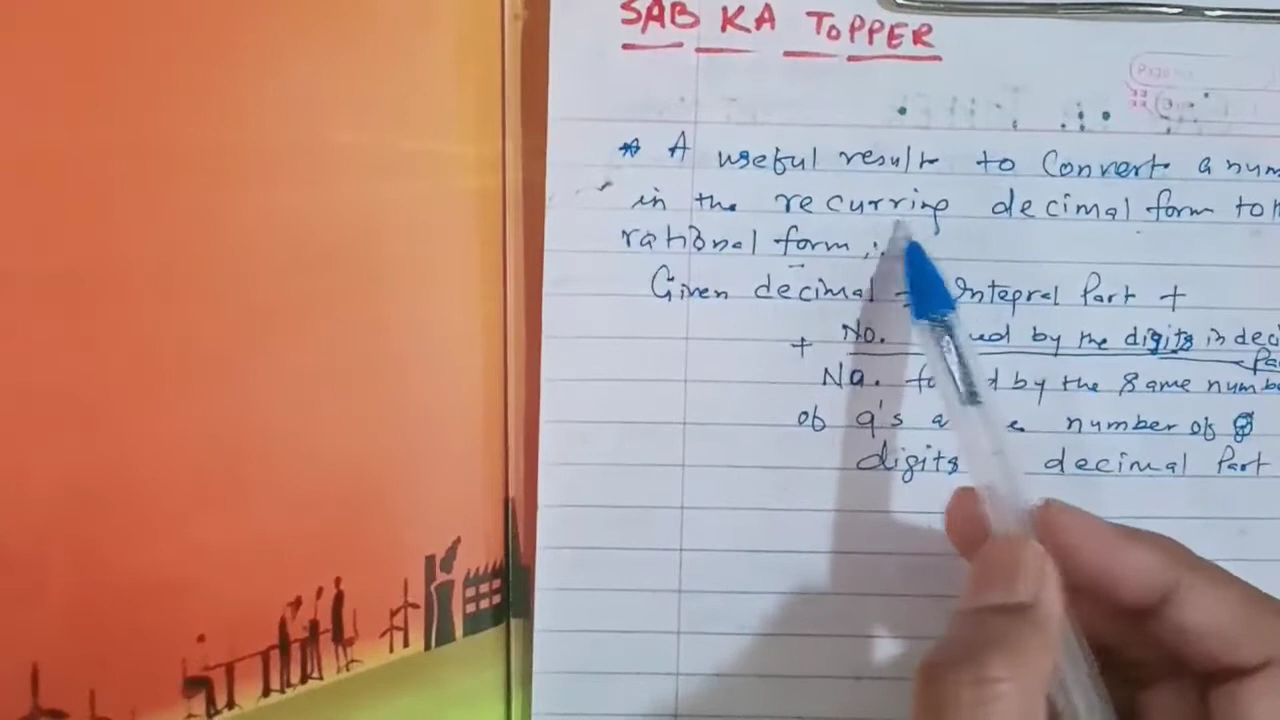 SAB KA TOPPER
A useful result to Convert a num
in the recurring decimal form to
rational form
Given decimal Integral Part +
+ No. by the digits in deci
No. by the Same numbe
of 9's number of
digits decimal Part